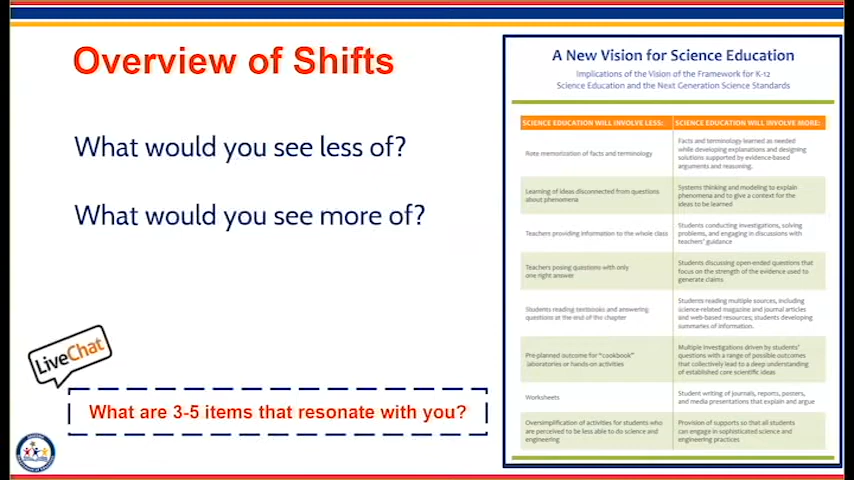 Overview of Shifts
What would you see less of?
What would you see more of?
LiveChat
What are 3-5 items that resonate with you?
A New Vision for Science Education
Implications of the Vision of the Framework for K-12
Science Education and the Next Generation Science Standards
SCIENCE EDUCATION WILL INVOLVE LESS:
SCIENCE EDUCATION WILL INVOLVE MORE:
Rote memorization of facts and terminology
Facts and terminology learned as needed
while developing explanations and designing
solutions supported by evidence-based
arguments and reasoning.
Learning of ideas disconnected from questions
about phenomena
Systems thinking and modeling to explain
phenomena and to give a context for the
ideas to be learned
Teachers providing information to the whole class
Students conducting investigations, solving
problems, and engaging in discussions with
teachers' guidance
Teachers posing questions with only
one right answer
Students discussing open-ended questions that
focus on the strength of the evidence used to
generate claims
Students reading textbooks and answering
questions at the end of the chapter
Students reading multiple sources, including
science-related magazine and journal articles
and web-based resources; students developing
summaries of information.
Pre-planned outcome for "cookbook"
laboratories or hands-on activities
Multiple investigations driven by students'
questions with a range of possible outcomes
that collectively lead to a deep understanding
of established core scientific ideas
Worksheets
Student writing of journals, reports, posters,
and media presentations that explain and argue
Oversimplification of activities for students who
are perceived to be less able to do science and
engineering
Provision of supports so that all students
can engage in sophisticated science and
engineering practices